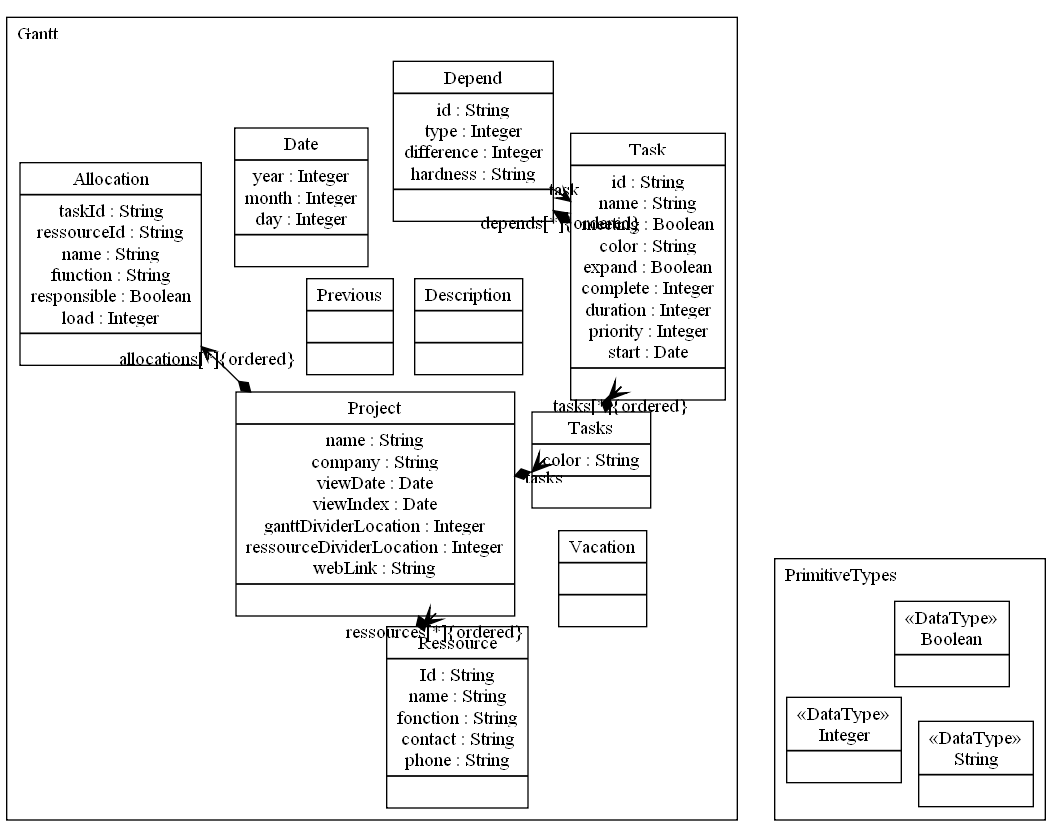 Gantt
Depend
id : String
type : Integer
difference : Integer
hardness : String
Date
year : Integer
month : Integer
day : Integer
Task
id : String
name : String
meeting : Boolean
color : String
expand : Boolean
complete : Integer
duration : Integer
priority : Integer
start : Date
task
depends[*]{ordered}
Allocation
taskId : String
ressourceId : String
name : String
function : String
responsible : Boolean
load : Integer
allocations[*]{ordered}
Previous
Description
Project
name : String
company : String
viewDate : Date
viewIndex : Date
ganttDividerLocation : Integer
ressourceDividerLocation : Integer
webLink : String
tasks[*]{ordered}
Tasks
color : String
tasks
Vacation
ressources[*]{ordered}
Ressource
Id : String
name : String
fonction : String
contact : String
phone : String
PrimitiveTypes
«DataType»
Boolean
«DataType»
Integer
«DataType»
String